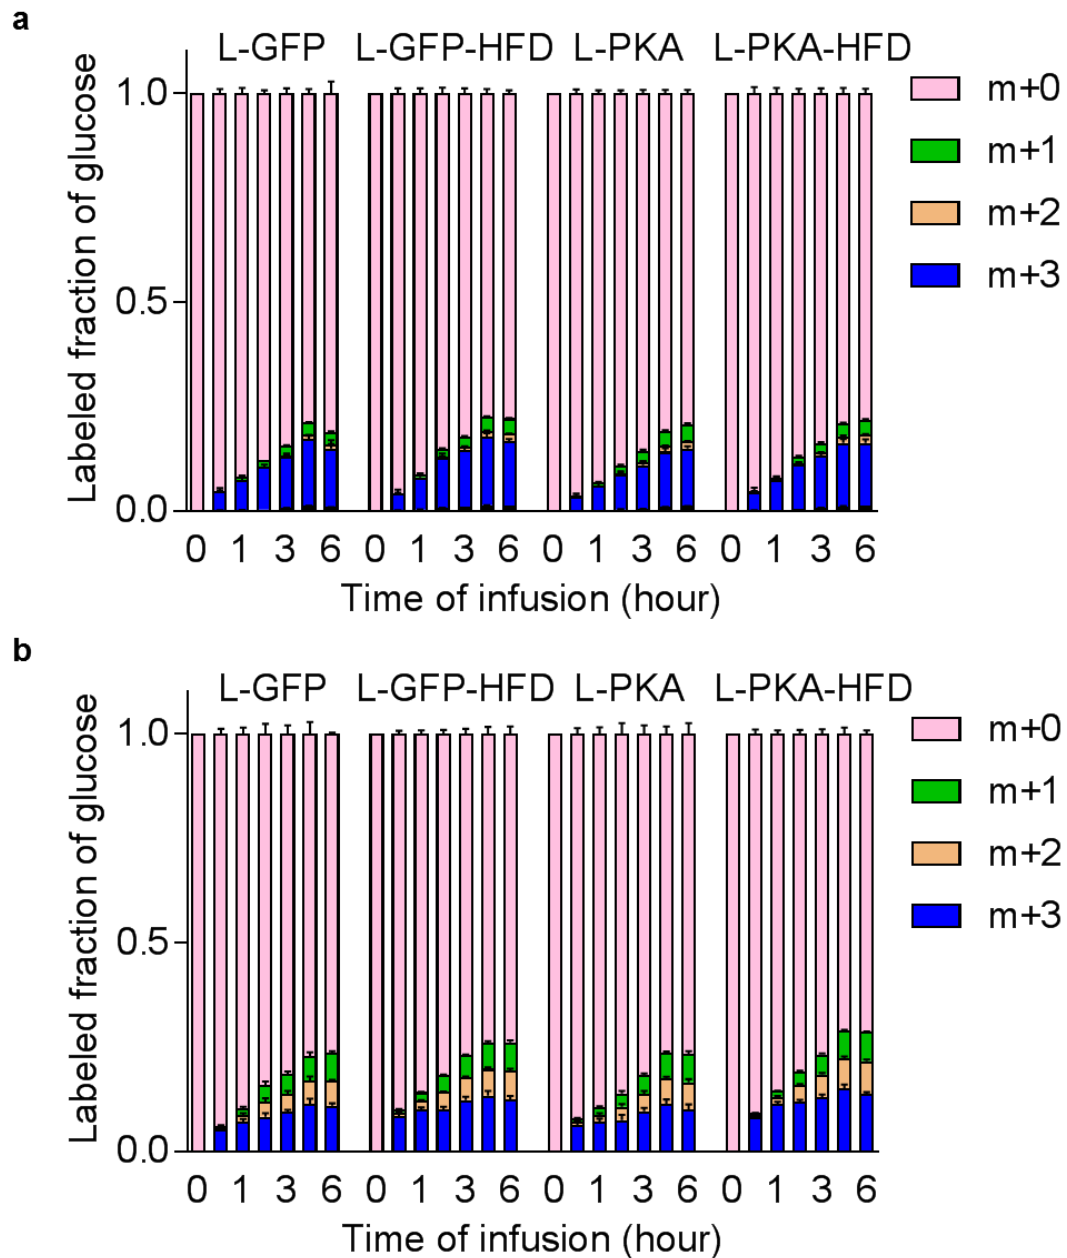 a
L-GFP L-GFP-HFD L-PKA L-PKA-HFD
Labeled fraction of glucose
1.0
0.5
0.0
m+0
m+1
m+2
m+3
0 1 3 6 0 1 3 6 0 1 3 6 0 1 3 6
Time of infusion (hour)
b
L-GFP L-GFP-HFD L-PKA L-PKA-HFD
Labeled fraction of glucose
1.0
0.5
0.0
m+0
m+1
m+2
m+3
0 1 3 6 0 1 3 6 0 1 3 6 0 1 3 6
Time of infusion (hour)